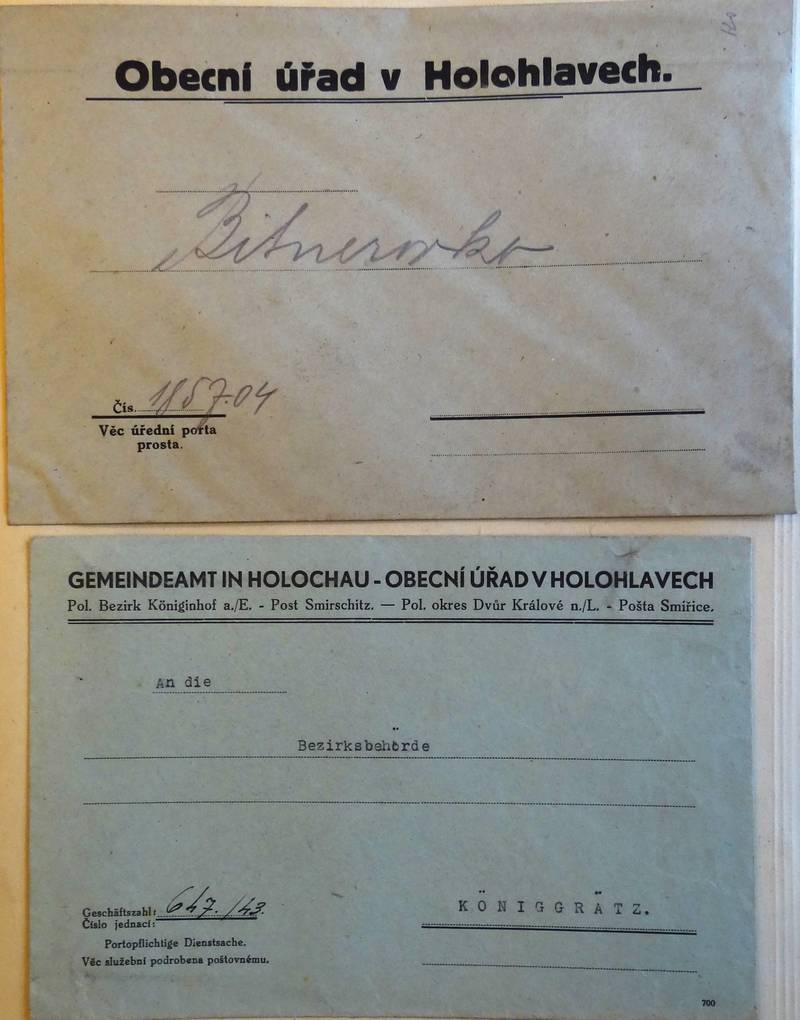 Obecní úřad v Holohlavech.
Bitnerovko
Čís. 1857.04
Věc úřední porta
prosta.
GEMEINDEAMT IN HOLOCHAU - OBECNÍ ÚŘAD V HOLOHLAVECH
Pol. Bezirk Königinhof a./E. - Post Smirschitz. — Pol. okres Dvůr Králové n./L. - Pošta Smiřice.
An die
Bezirksbehörde
Geschäftszahl: 647./43.
Číslo jednací:
KÖNIGGRÄTZ.
Portopflichtige Dienstsache.
Věc služební podrobena poštovnému.
700